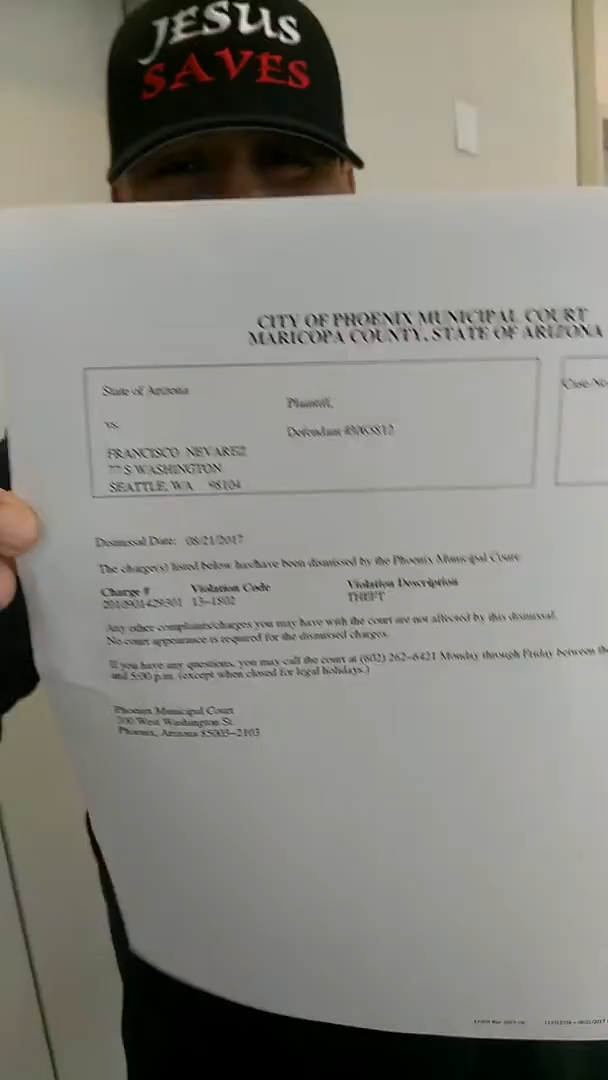 JESUS
SAVES
CITY OF PHOENIX MUNICIPAL COURT
MARICOPA COUNTY, STATE OF ARIZONA
State of Arizona
Plaintiff,
Case No
vs.
Defendant
FRANCISCO NEVAREZ
77 S WASHINGTON
SEATTLE, WA 98104
Dismissal Date: 08/21/2017
The charge(s) listed below has/have been dismissed by the Phoenix Municipal Court
Charge # Violation Code Violation Description
13-1802 THEFT
Any other complaints/charges you may have with the court are not affected by this dismissal.
No court appearance is required for the dismissed charges.
If you have any questions, you may call the court at (602) 262-6421 Monday through Friday between the
and 5:00 p.m. (except when closed for legal holidays.)
Phoenix Municipal Court
300 West Washington St.
Phoenix, Arizona 85003-2103